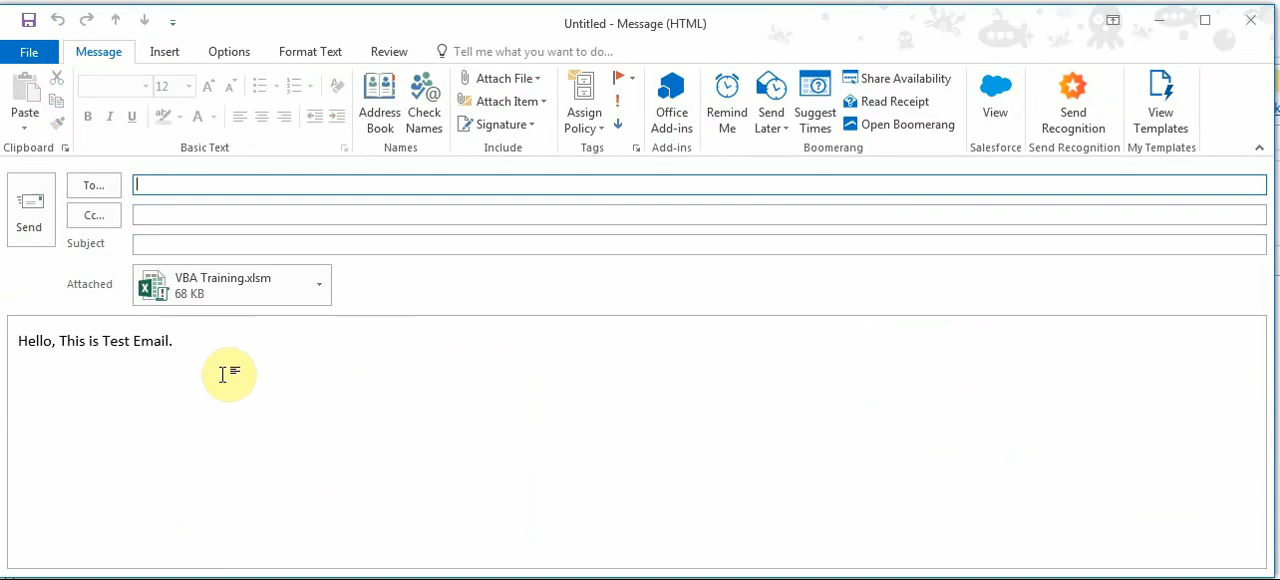 Untitled - Message (HTML)
File Message Insert Options Format Text Review Tell me what you want to do...
Paste
Clipboard
12
B I U A
Basic Text
Address Book
Check Names
Names
Attach File
Attach Item
Signature
Include
Assign Policy
Tags
Office Add-ins
Add-ins
Remind Me
Send Later
Suggest Times
Share Availability
Read Receipt
Open Boomerang
Boomerang
View
Salesforce
Send Recognition
Send Recognition
View Templates
My Templates
Send
To...
Cc...
Subject
Attached
VBA Training.xlsm
68 KB
Hello, This is Test Email.